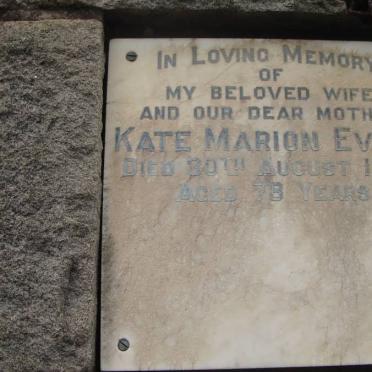 IN LOVING MEMORY
OF
MY BELOVED WIFE
AND OUR DEAR MOTH
KATE MARION EV
DIED 30TH AUGUST 1
AGED 78 YEARS